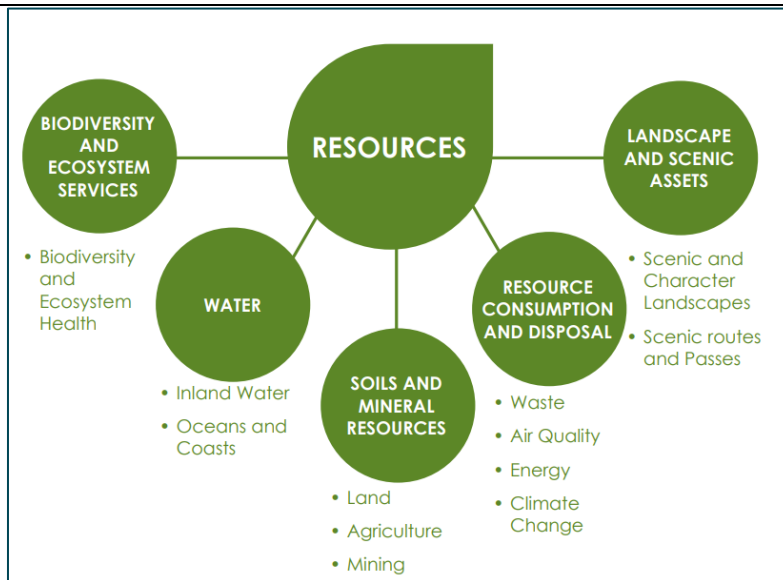 RESOURCES
BIODIVERSITY
AND
ECOSYSTEM
SERVICES
• Biodiversity
and
Ecosystem
Health
WATER
• Inland Water
• Oceans and
Coasts
SOILS AND
MINERAL
RESOURCES
• Land
• Agriculture
• Mining
RESOURCE
CONSUMPTION
AND DISPOSAL
• Waste
• Air Quality
• Energy
• Climate
Change
LANDSCAPE
AND SCENIC
ASSETS
• Scenic and
Character
Landscapes
• Scenic routes
and Passes